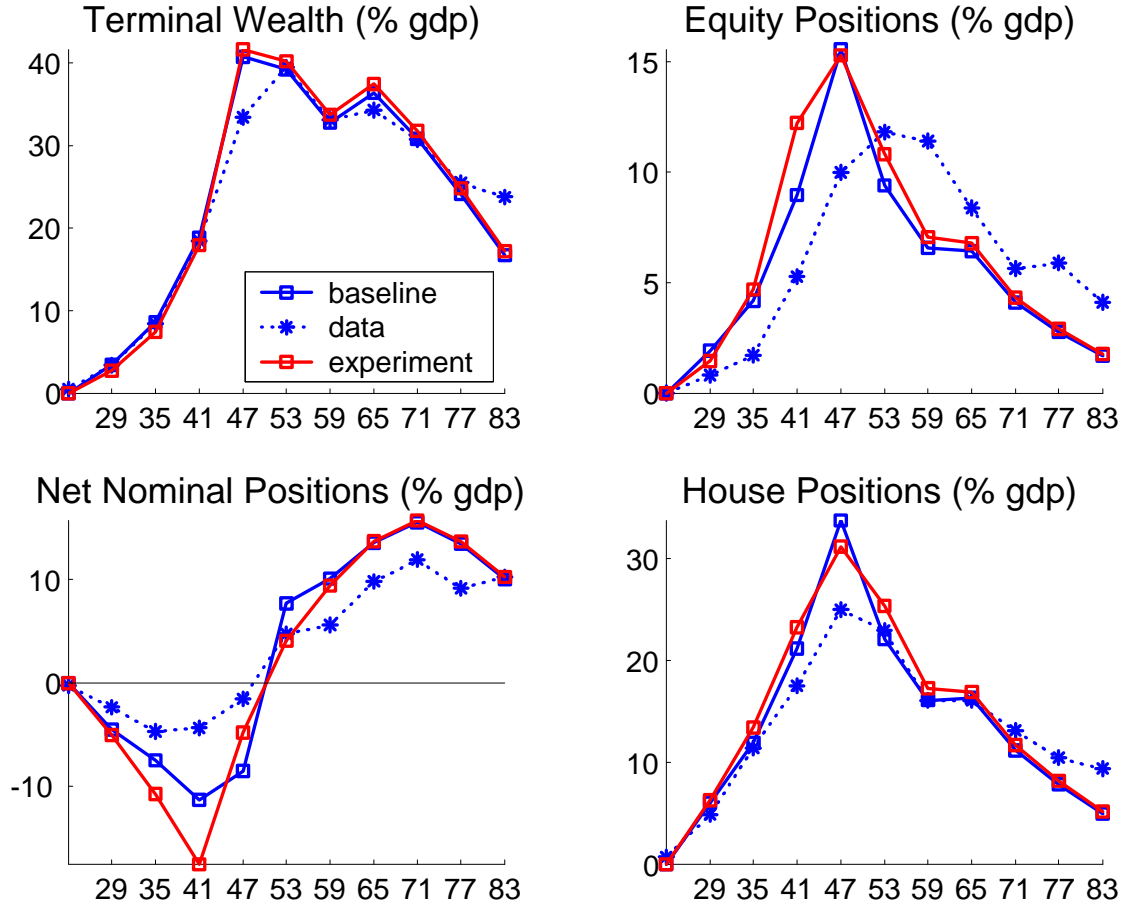 Terminal Wealth (% gdp)
40
30
20
10
0
29 35 41 47 53 59 65 71 77 83
baseline
data
experiment
Equity Positions (% gdp)
15
10
5
0
29 35 41 47 53 59 65 71 77 83
Net Nominal Positions (% gdp)
10
0
-10
29 35 41 47 53 59 65 71 77 83
House Positions (% gdp)
30
20
10
0
29 35 41 47 53 59 65 71 77 83